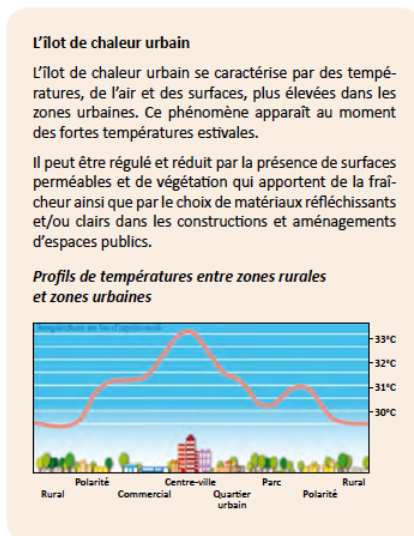 L'îlot de chaleur urbain
L'îlot de chaleur urbain se caractérise par des tempé-
ratures, de l'air et des surfaces, plus élevées dans les
zones urbaines. Ce phénomène apparaît au moment
des fortes températures estivales.
Il peut être régulé et réduit par la présence de surfaces
perméables et de végétation qui apportent de la fraî-
cheur ainsi que par le choix de matériaux réfléchissants
et/ou clairs dans les constructions et aménagements
d'espaces publics.
Profils de températures entre zones rurales
et zones urbaines
Température en fin d'après-midi
33°C
32°C
31°C
30°C
Polarité Centre-ville Parc Rural
Rural Commercial Quartier Polarité
urbain